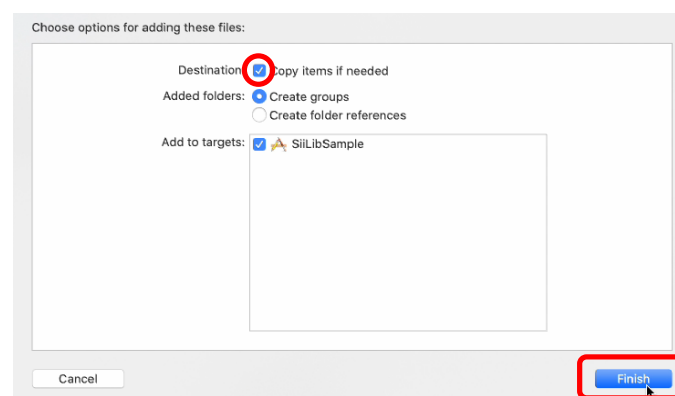 Choose options for adding these files:
Destination Copy items if needed
Added folders: Create groups
Create folder references
Add to targets: SiiLibSample
Cancel Finish